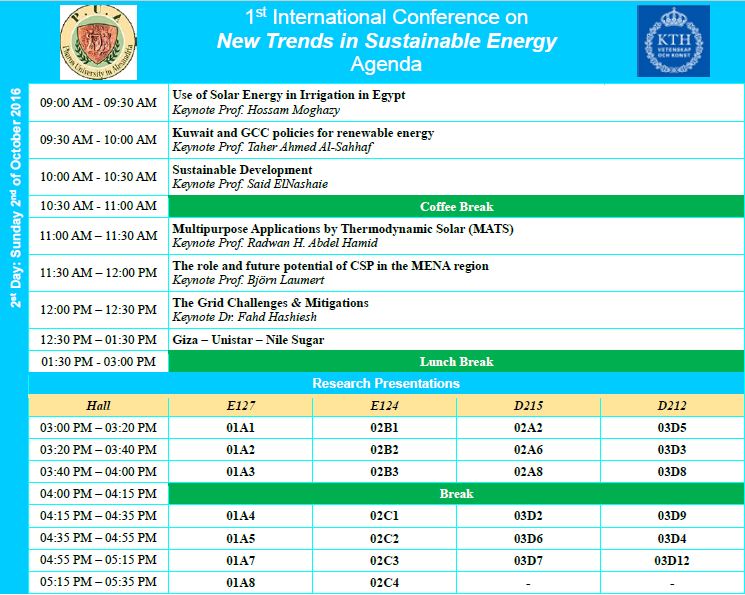 P.U.A
Pharos University in Alexandria
1st International Conference on
New Trends in Sustainable Energy
Agenda
KTH
VETENSKAP
OCH KONST
2st Day: Sunday 2nd of October 2016
09:00 AM - 09:30 AM
Use of Solar Energy in Irrigation in Egypt
Keynote Prof. Hossam Moghazy
09:30 AM - 10:00 AM
Kuwait and GCC policies for renewable energy
Keynote Prof. Taher Ahmed Al-Sahhaf
10:00 AM - 10:30 AM
Sustainable Development
Keynote Prof. Said ElNashaie
10:30 AM - 11:00 AM Coffee Break
11:00 AM – 11:30 AM
Multipurpose Applications by Thermodynamic Solar (MATS)
Keynote Prof. Radwan H. Abdel Hamid
11:30 AM – 12:00 PM
The role and future potential of CSP in the MENA region
Keynote Prof. Björn Laumert
12:00 PM – 12:30 PM
The Grid Challenges & Mitigations
Keynote Dr. Fahd Hashiesh
12:30 PM – 01:30 PM Giza – Unistar – Nile Sugar
01:30 PM - 03:00 PM Lunch Break
Research Presentations
Hall E127 E124 D215 D212
03:00 PM – 03:20 PM 01A1 02B1 02A2 03D5
03:20 PM – 03:40 PM 01A2 02B2 02A6 03D3
03:40 PM – 04:00 PM 01A3 02B3 02A8 03D8
04:00 PM – 04:15 PM Break
04:15 PM – 04:35 PM 01A4 02C1 03D2 03D9
04:35 PM – 04:55 PM 01A5 02C2 03D6 03D4
04:55 PM – 05:15 PM 01A7 02C3 03D7 03D12
05:15 PM – 05:35 PM 01A8 02C4 - -